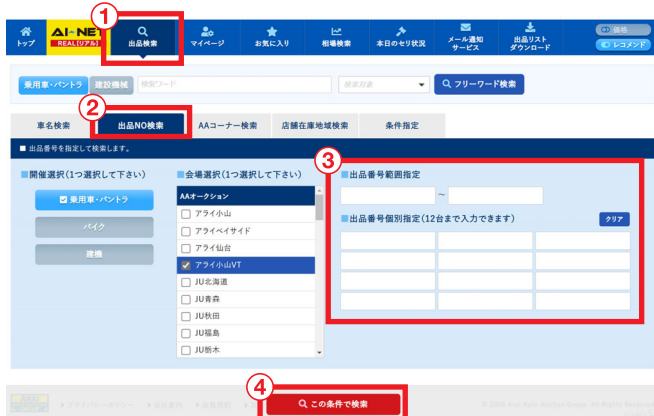 ①
AI-NET
REAL[リアル]
トップ
出品検索
マイページ
お気に入り
相場検索
本日のセリ状況
メール通知
サービス
出品リスト
ダウンロード
価格
レコメンド
乗用車・バントラ
建設機械
検索ワード
検索対象
フリーワード検索
②
車名検索
出品NO検索
AAコーナー検索
店舗在庫地域検索
条件指定
■ 出品番号を指定して検索します。
■開催選択(1つ選択して下さい)
乗用車・バントラ
バイク
建機
■会場選択(1つ選択して下さい)
AAオークション
アライ小山
アライベイサイド
アライ仙台
アライ小山VT
JU北海道
JU青森
JU秋田
JU福島
JU栃木
③
■出品番号範囲指定
～
■出品番号個別指定(12台まで入力できます)
クリア
④
この条件で検索
プライバシーポリシー
会社案内